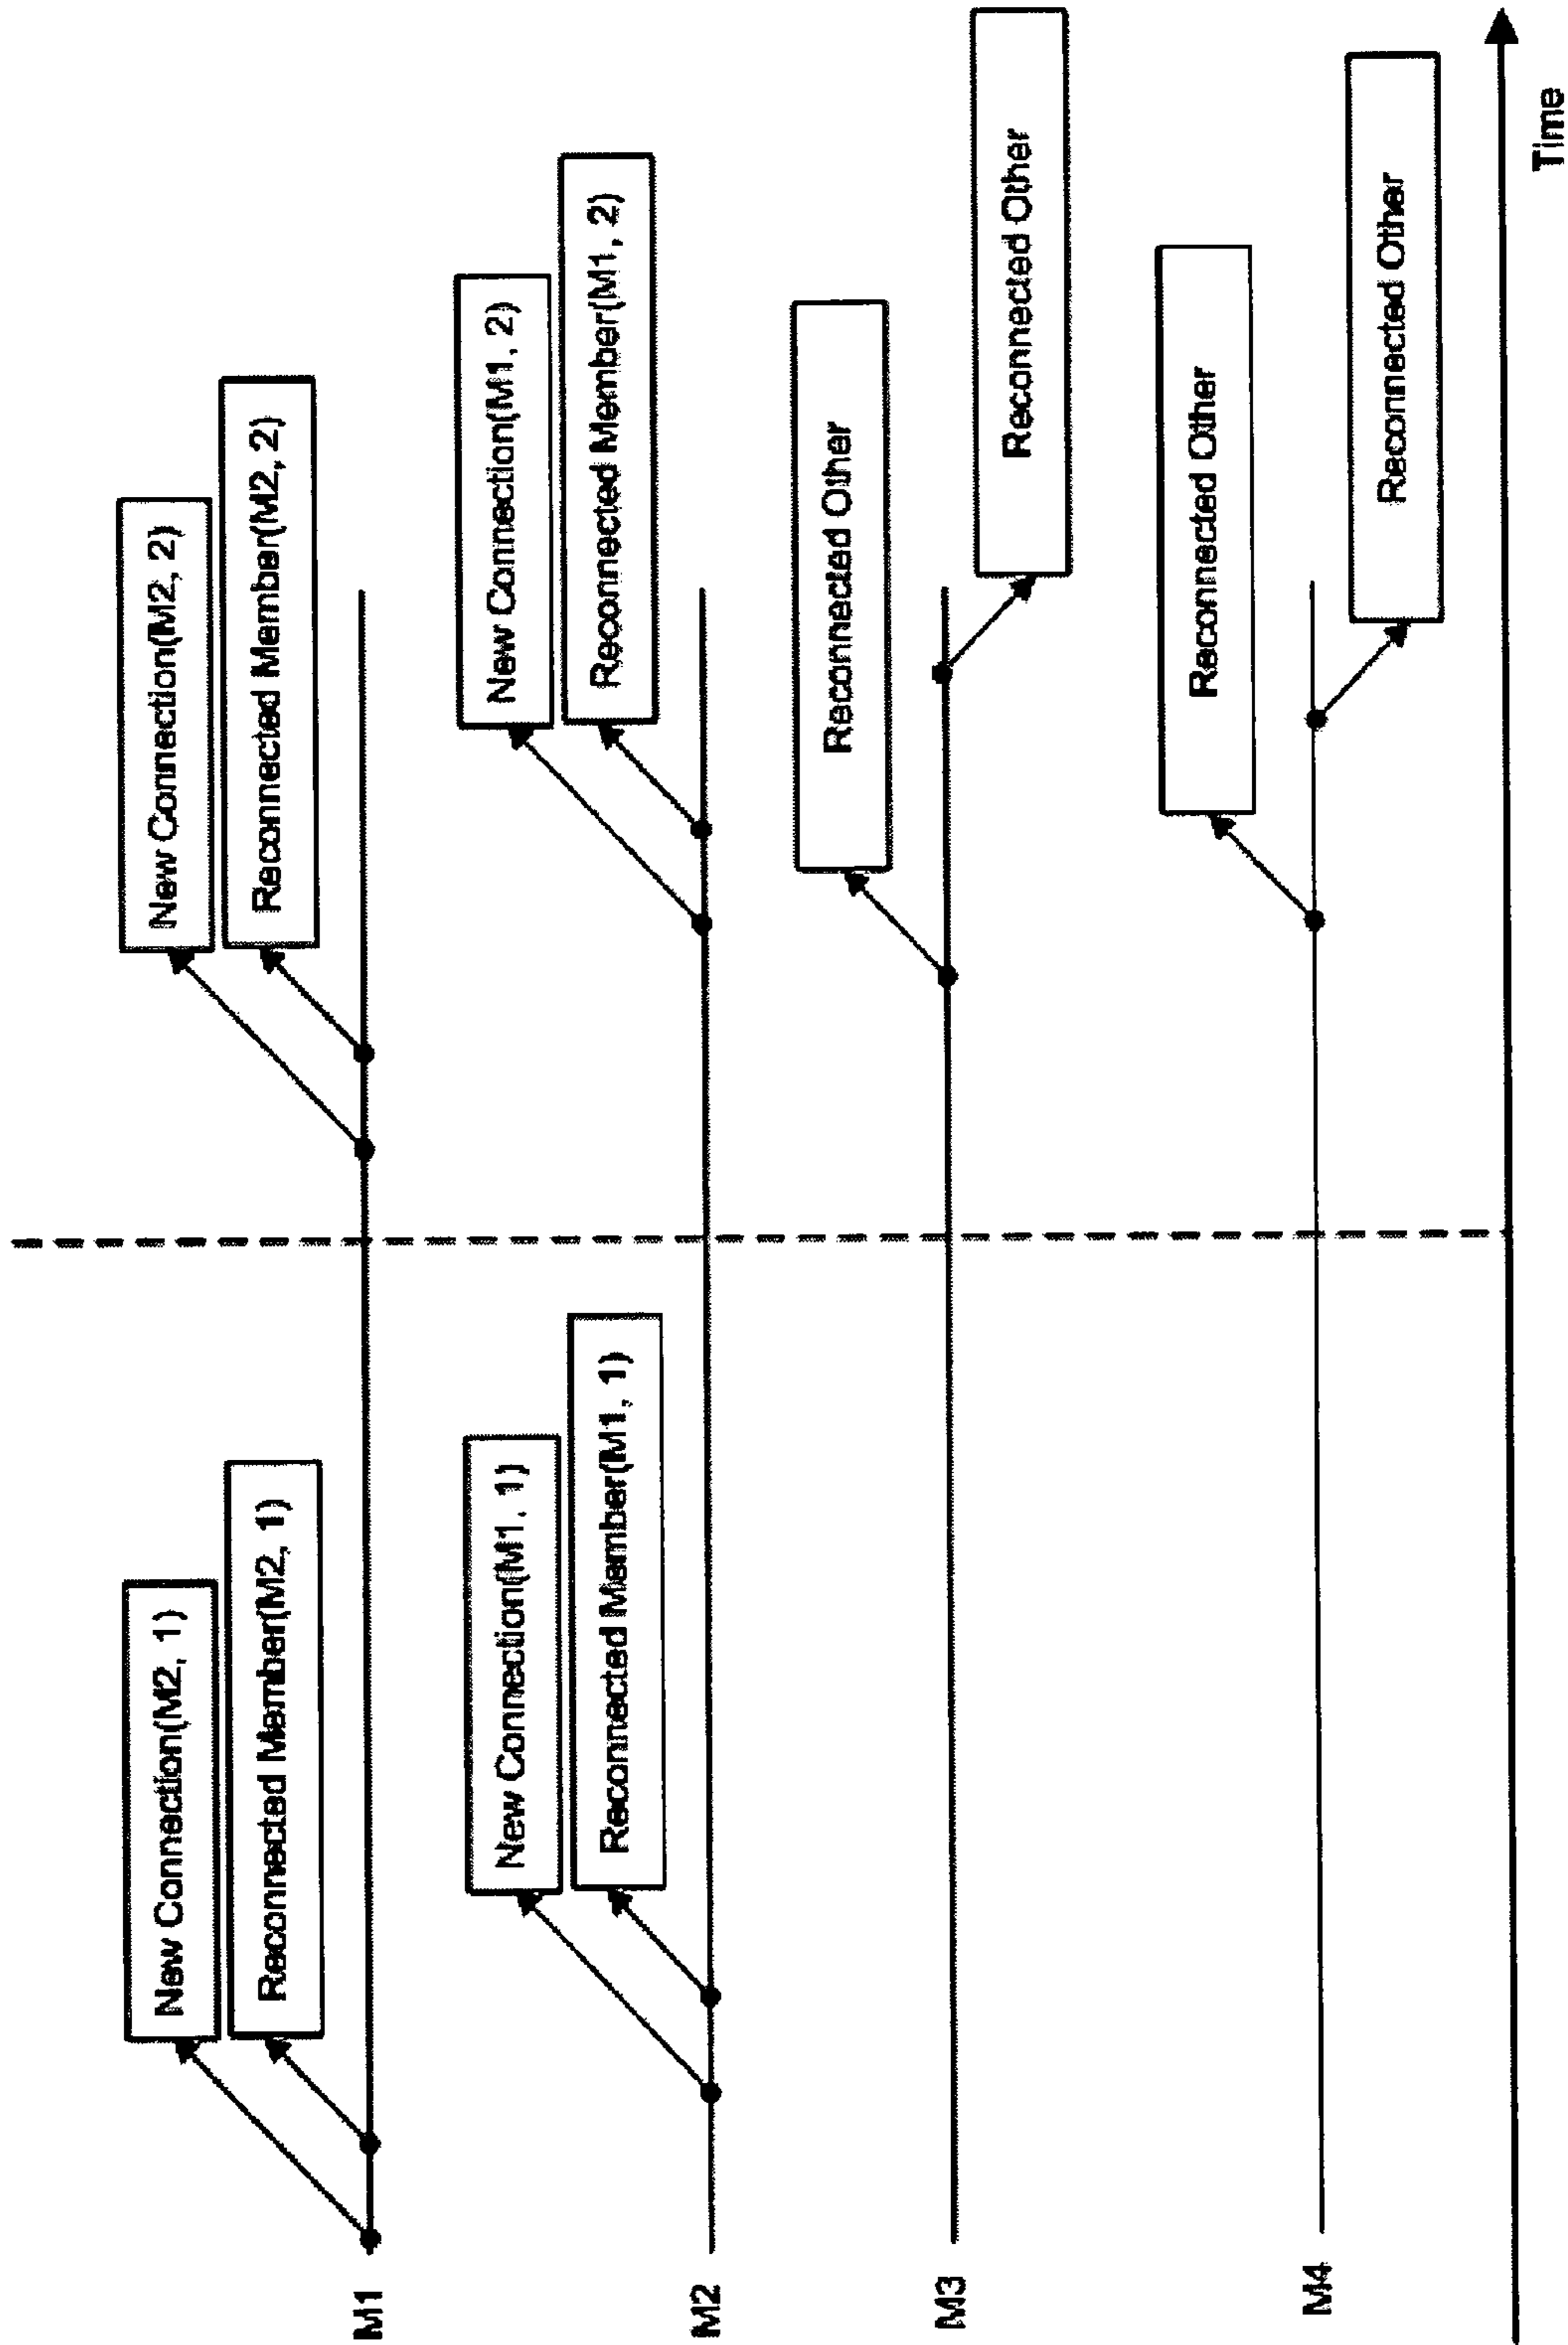 New Connection(M2, 1)
Reconnected Member(M2, 1)
New Connection(M2, 2)
Reconnected Member(M2, 2)
M1
New Connection(M1, 1)
Reconnected Member(M1, 1)
New Connection(M1, 2)
Reconnected Member(M1, 2)
M2
Reconnected Other
M3
Reconnected Other
Reconnected Other
M4
Reconnected Other
Time